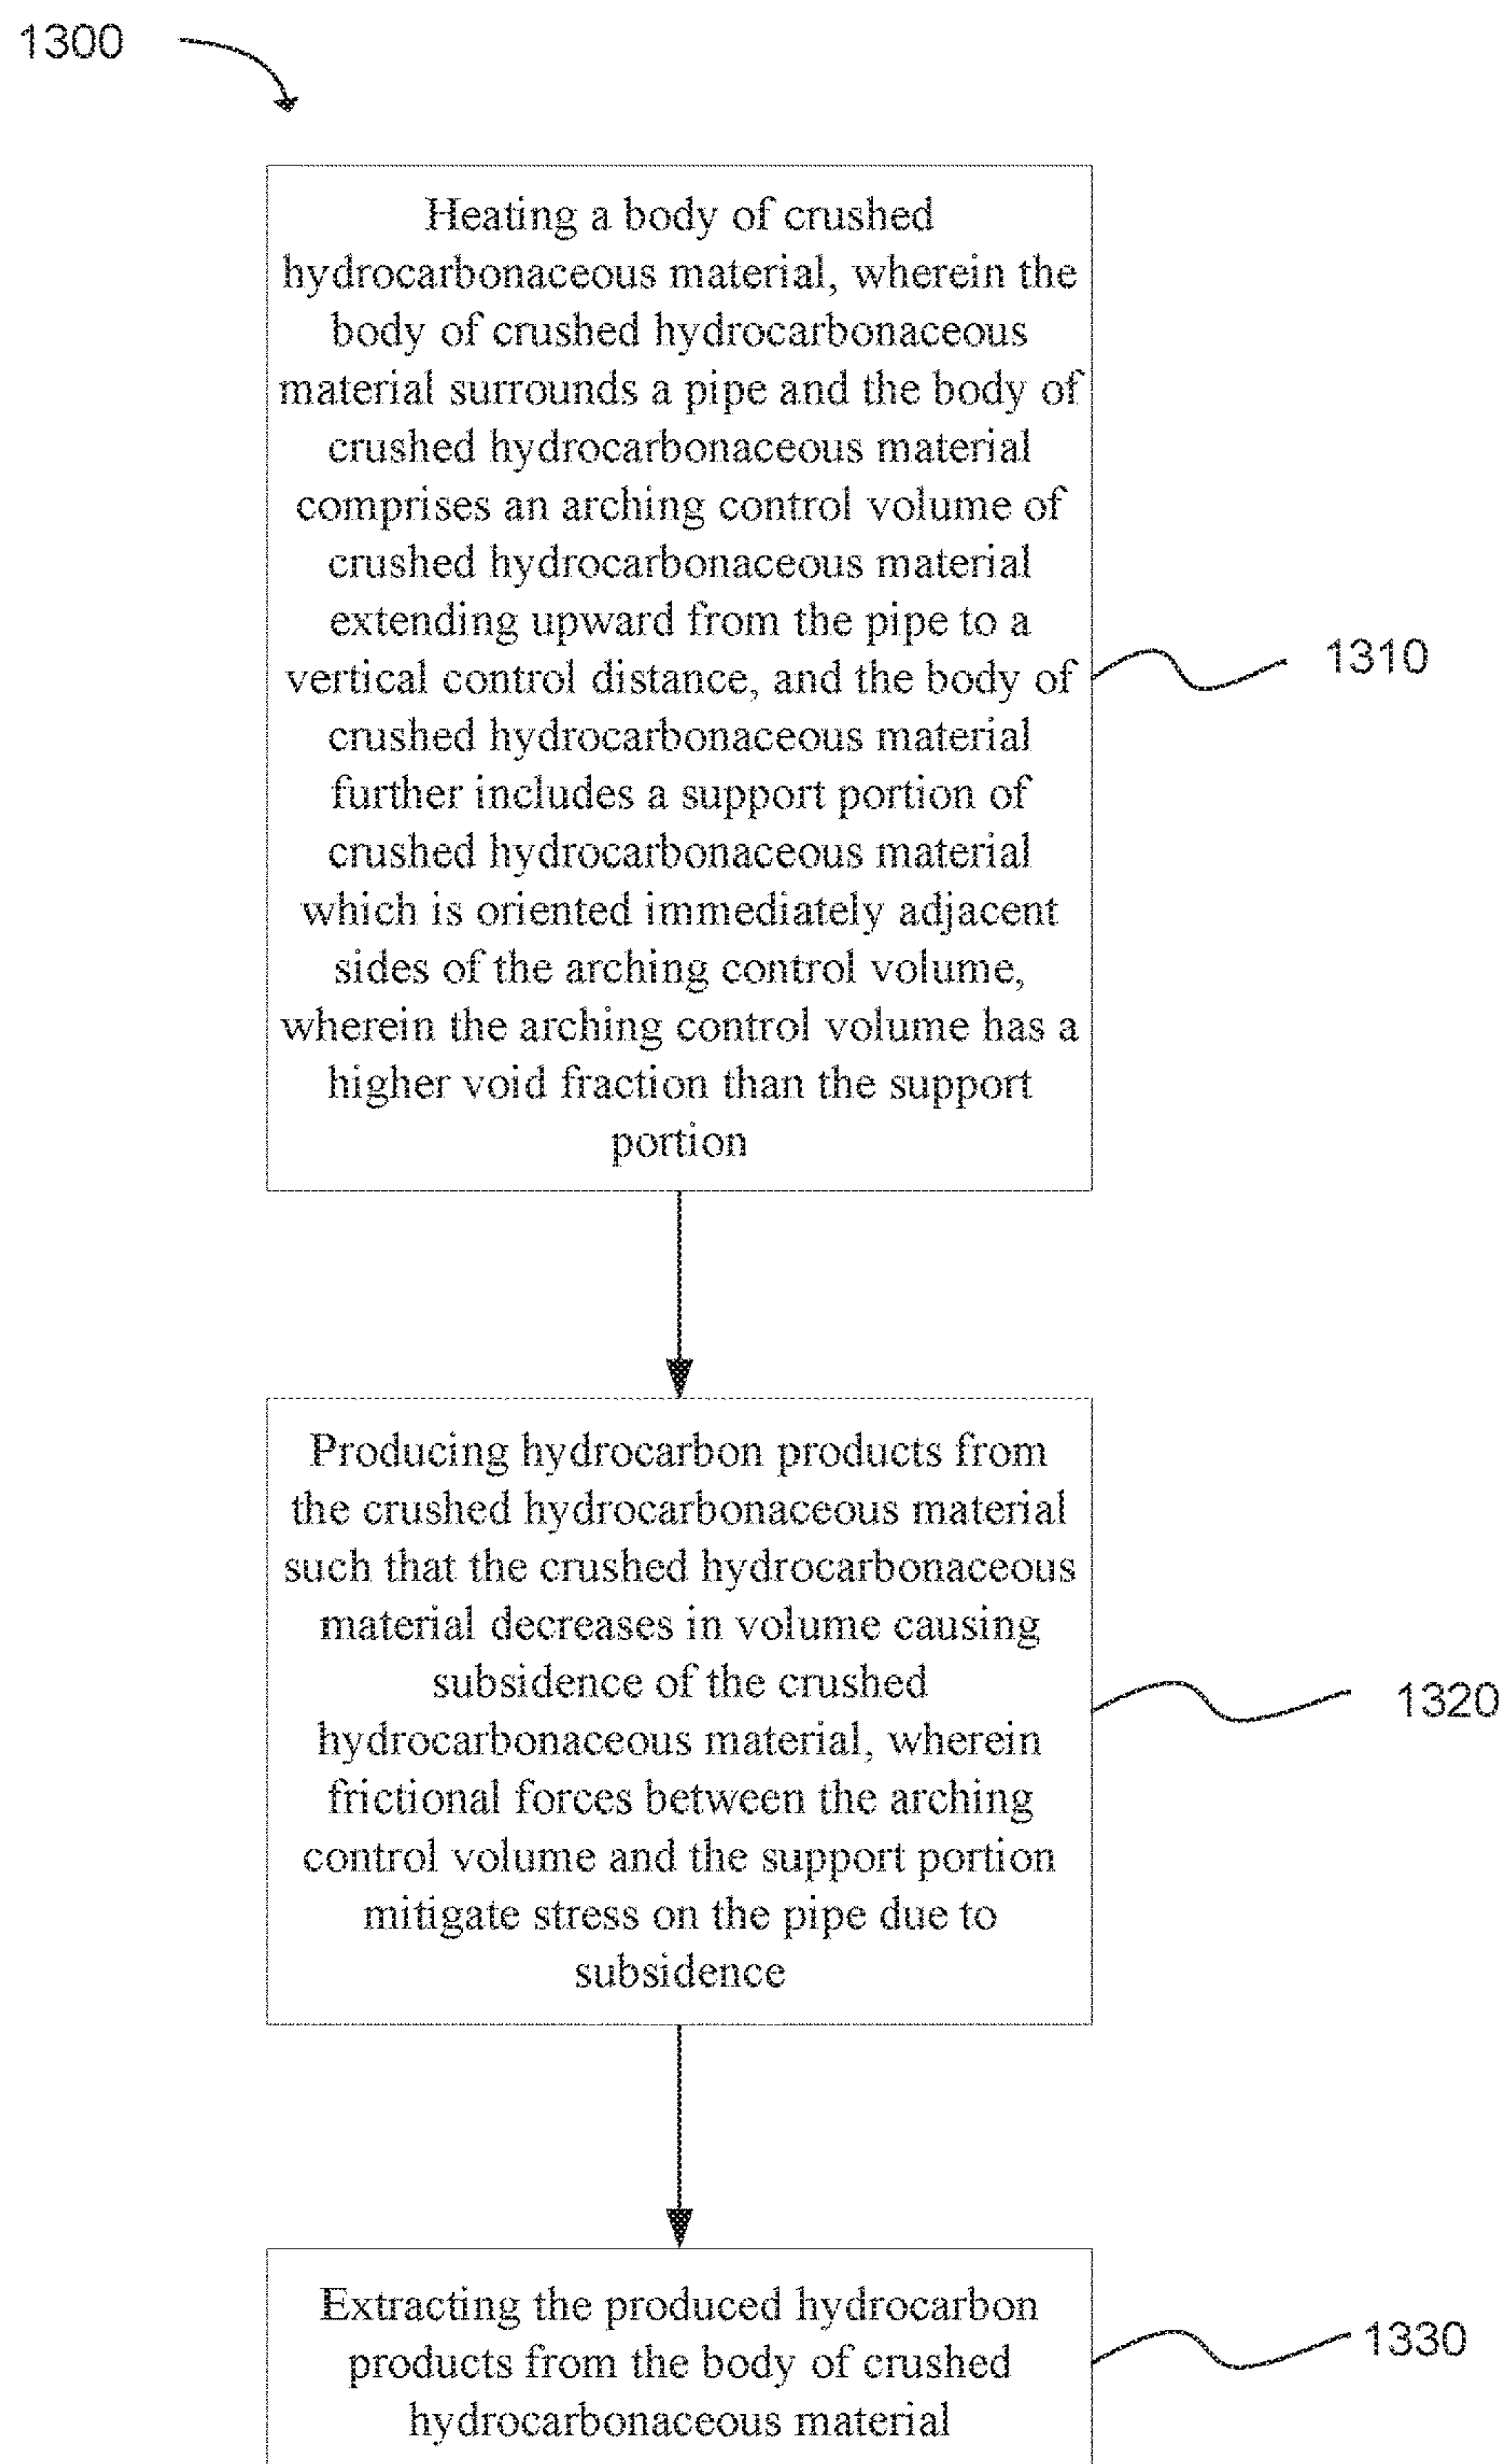 1300
Heating a body of crushed
hydrocarbonaceous material, wherein the
body of crushed hydrocarbonaceous
material surrounds a pipe and the body of
crushed hydrocarbonaceous material
comprises an arching control volume of
crushed hydrocarbonaceous material
extending upward from the pipe to a
vertical control distance, and the body of
crushed hydrocarbonaceous material
further includes a support portion of
crushed hydrocarbonaceous material
which is oriented immediately adjacent
sides of the arching control volume,
wherein the arching control volume has a
higher void fraction than the support
portion
1310
Producing hydrocarbon products from
the crushed hydrocarbonaceous material
such that the crushed hydrocarbonaceous
material decreases in volume causing
subsidence of the crushed
hydrocarbonaceous material, wherein
frictional forces between the arching
control volume and the support portion
mitigate stress on the pipe due to
subsidence
1320
Extracting the produced hydrocarbon
products from the body of crushed
hydrocarbonaceous material
1330